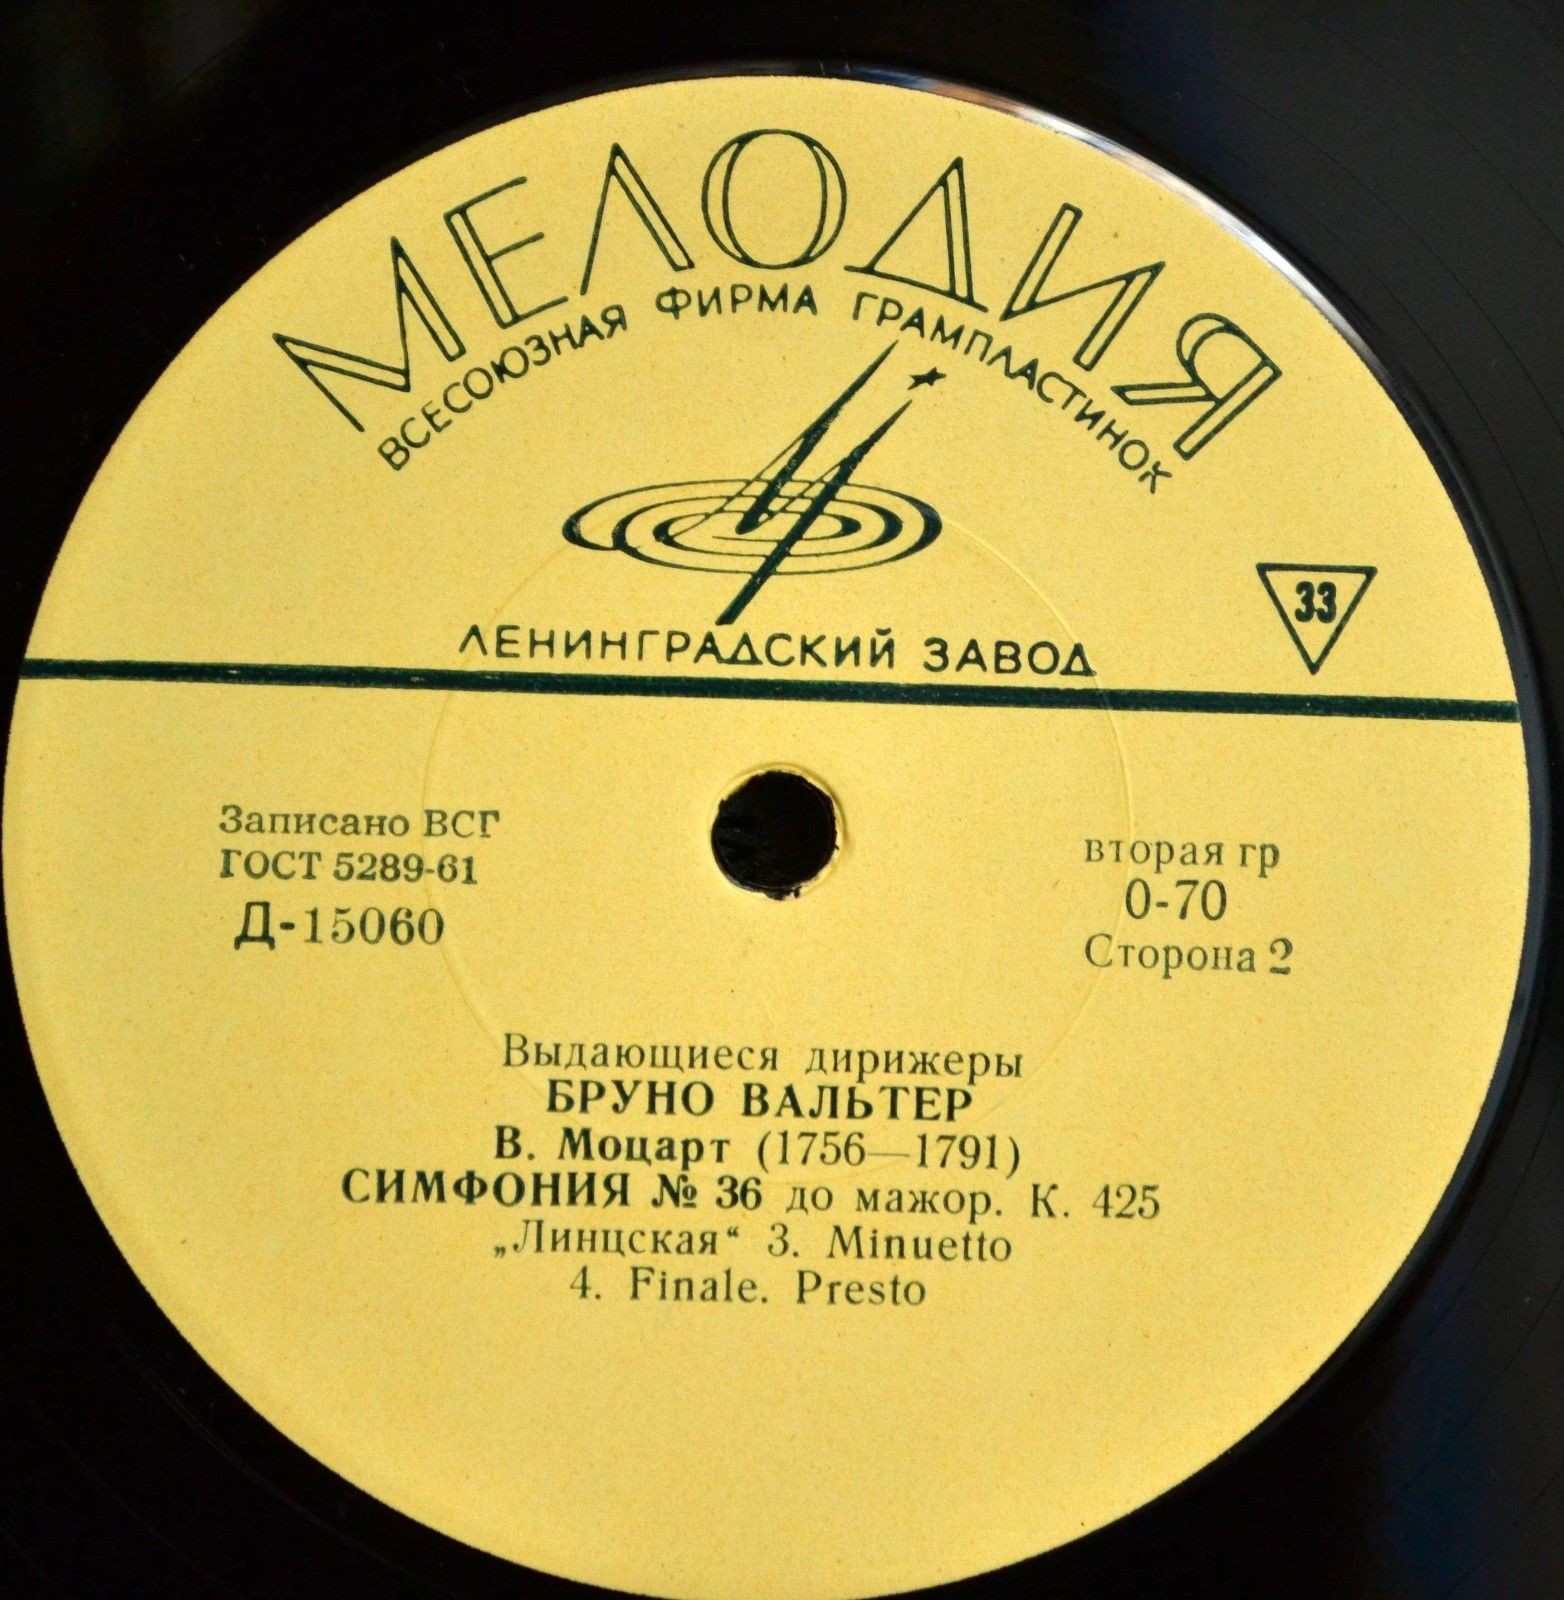 МЕЛОДИЯ
ВСЕСОЮЗНАЯ ФИРМА ГРАМПЛАСТИНОК
33
ЛЕНИНГРАДСКИЙ ЗАВОД
Записано ВСГ
ГОСТ 5289-61
Д-15060
вторая гр
0-70
Сторона 2
Выдающиеся дирижеры
БРУНО ВАЛЬТЕР
В. Моцарт (1756—1791)
СИМФОНИЯ № 36 до мажор. К. 425
„Линцская“ 3. Minuetto
4. Finale. Presto